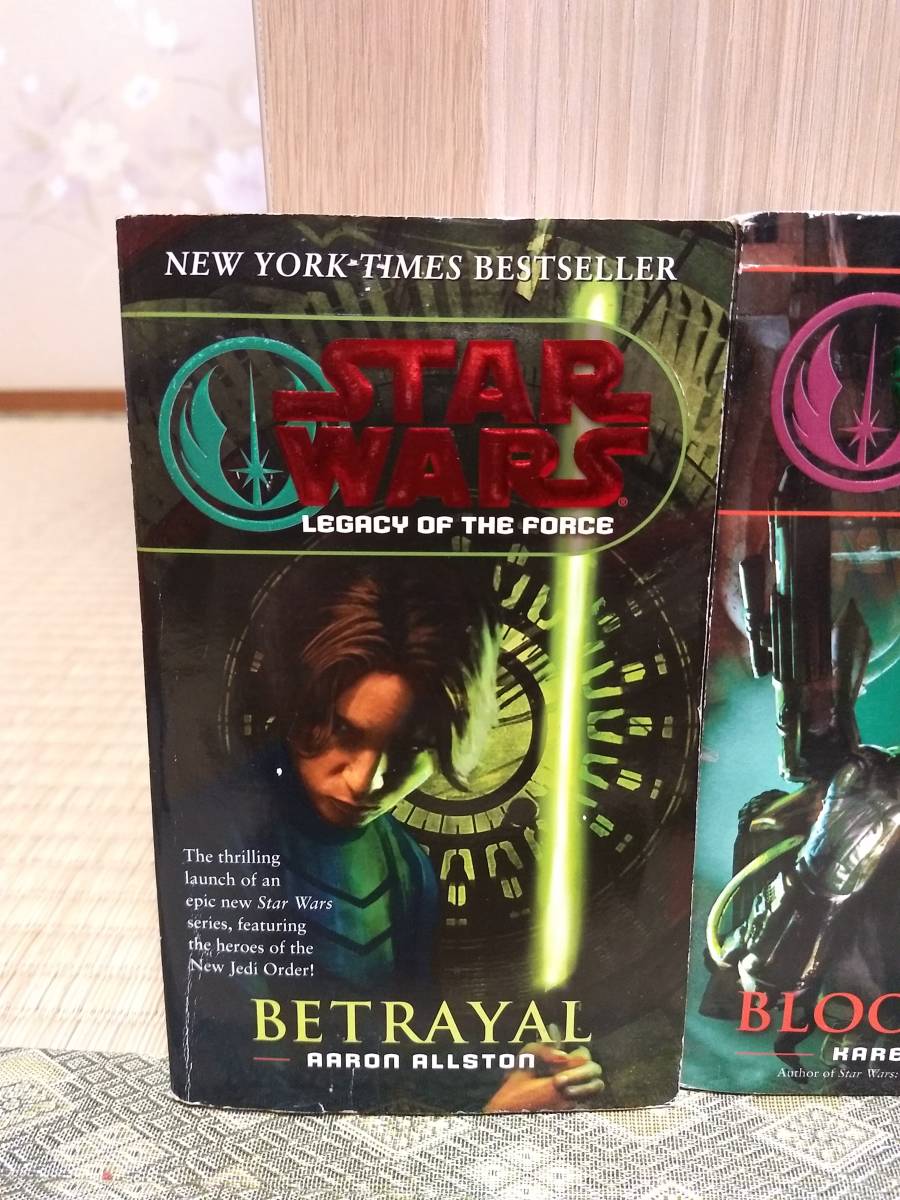 NEW YORK TIMES BESTSELLER
STAR
WARS®
LEGACY OF THE FORCE
The thrilling
launch of an
epic new Star Wars
series, featuring
the heroes of the
New Jedi Order!
BETRAYAL
AARON ALLSTON
BLOO
KARE
Author of Star Wars: